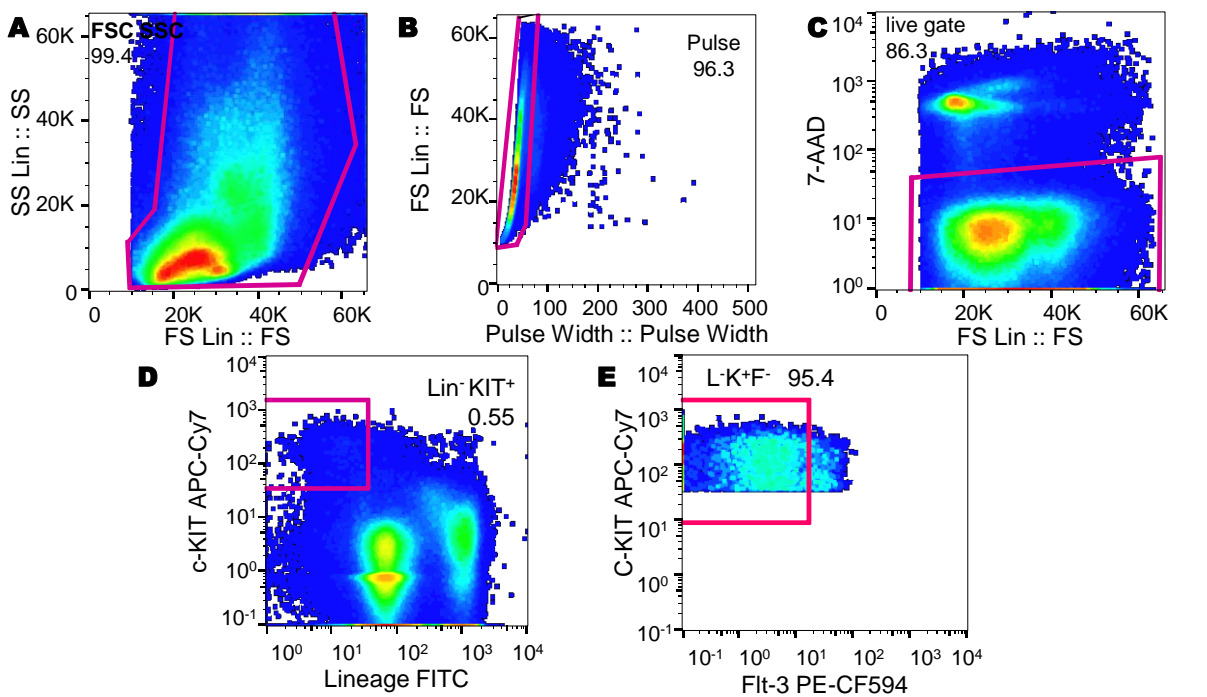 A
FSC SSC
99.4
60K
40K
20K
0
SS Lin :: SS
0 20K 40K 60K
FS Lin :: FS
B
Pulse
96.3
60K
40K
20K
0
FS Lin :: FS
0 100 200 300 400 500
Pulse Width :: Pulse Width
C
live gate
86.3
10⁴
10³
10²
10¹
10⁰
7-AAD
0 20K 40K 60K
FS Lin :: FS
D
Lin⁻KIT⁺
0.55
10⁴
10³
10²
10¹
10⁰
10⁻¹
c-KIT APC-Cy7
10⁰ 10¹ 10² 10³ 10⁴
Lineage FITC
E
L⁻K⁺F⁻ 95.4
10⁴
10³
10²
10¹
10⁰
10⁻¹
C-KIT APC-Cy7
10⁻¹ 10⁰ 10¹ 10² 10³ 10⁴
Flt-3 PE-CF594